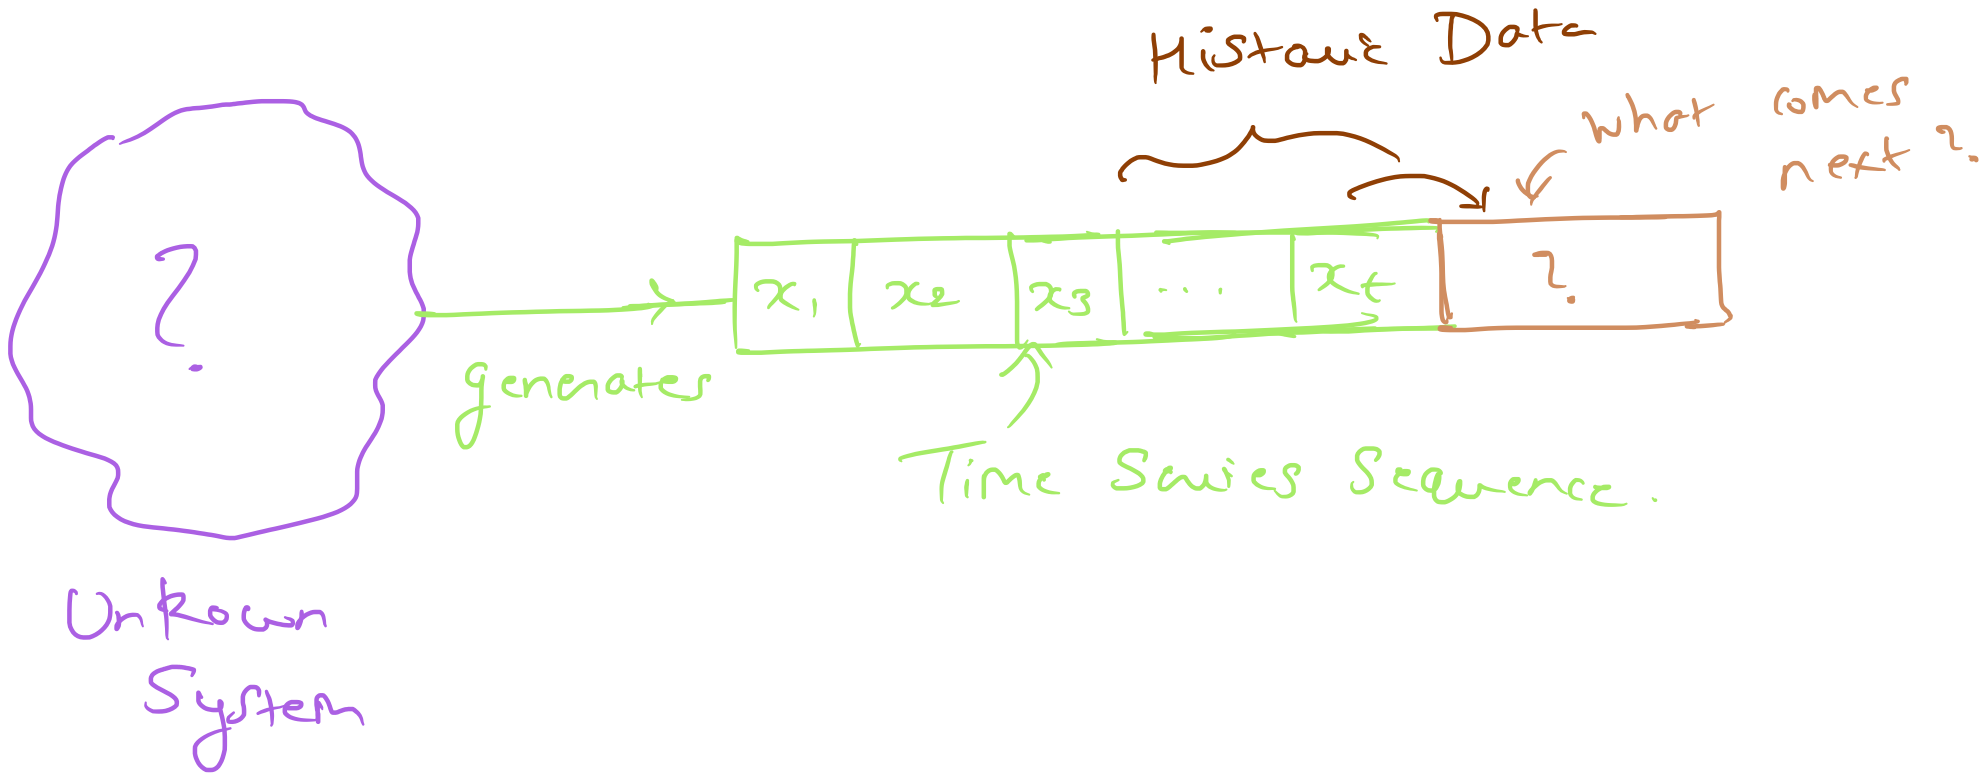 Historic Data
what comes
next ?
?
x₁ x₂ x₃ ... xₜ ?
generates
Time Series Sequence.
Unkown
System